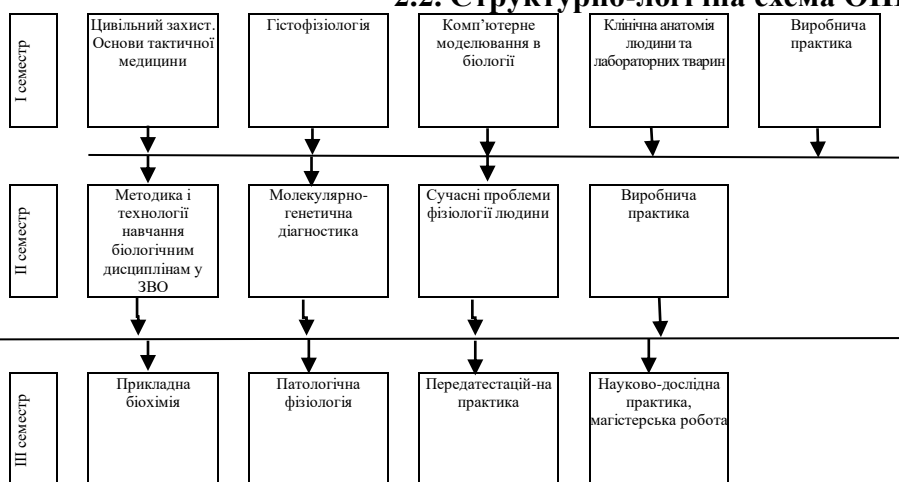 2.2. Структурно-логічна схема ОПП
І семестр
Цивільний захист.
Основи тактичної
медицини
Гістофізіологія
Комп’ютерне
моделювання в
біології
Клінічна анатомія
людини та
лабораторних тварин
Виробнича
практика
ІІ семестр
Методика і
технології
навчання
біологічним
дисциплінам у
ЗВО
Молекулярно-
генетична
діагностика
Сучасні проблеми
фізіології людини
Виробнича
практика
ІІІ семестр
Прикладна
біохімія
Патологічна
фізіологія
Передатестацій-на
практика
Науково-дослідна
практика,
магістерська робота